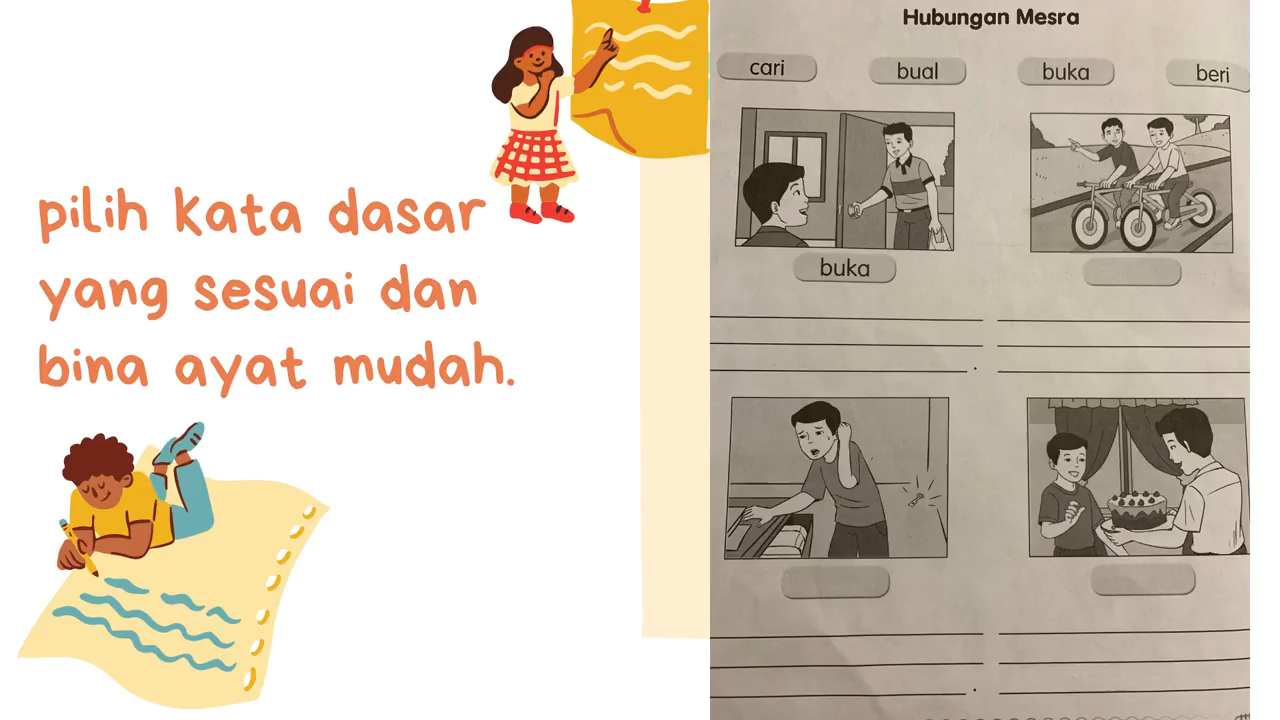 pilih kata dasar
yang sesuai dan
bina ayat mudah.
Hubungan Mesra
cari
bual
buka
beri
buka